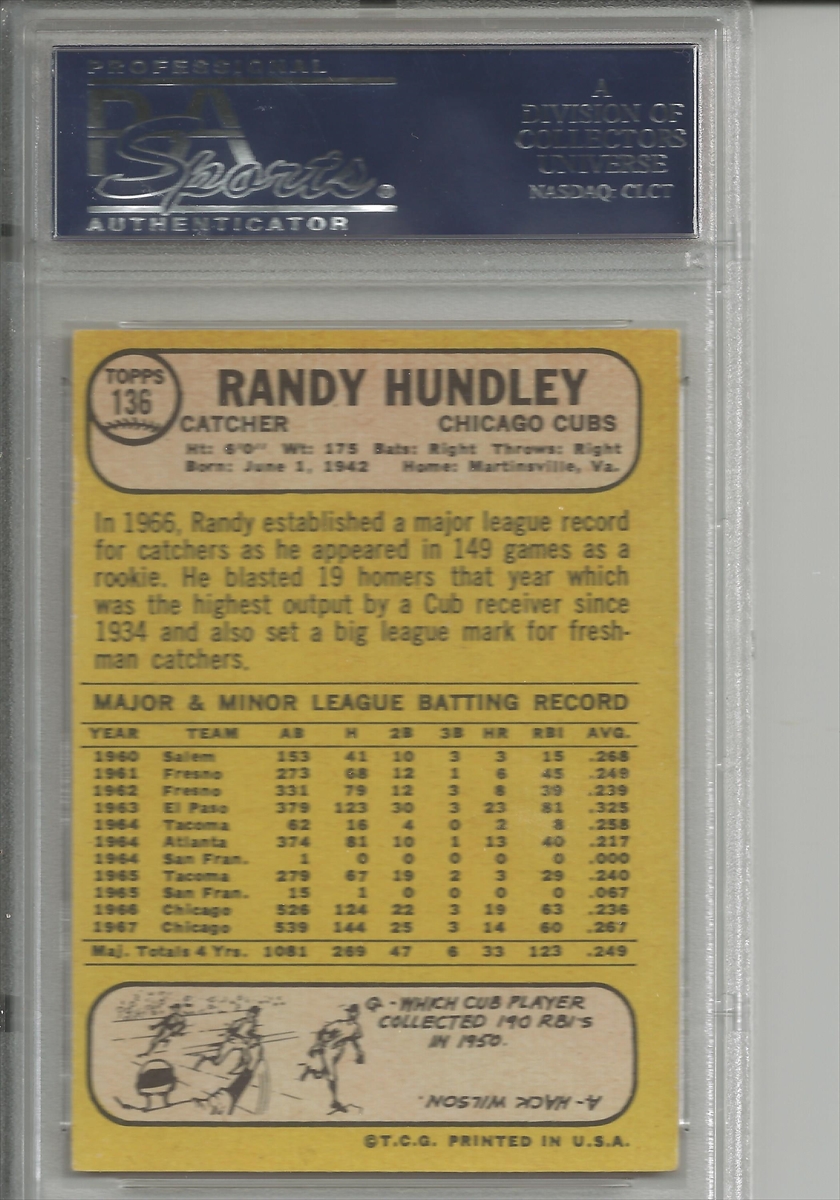 PROFESSIONAL
PSA
Sports®
AUTHENTICATOR
A
DIVISION OF
COLLECTORS
UNIVERSE
NASDAQ: CLCT
TOPPS
136
RANDY HUNDLEY
CATCHER CHICAGO CUBS
Ht: 6'0" Wt: 175 Bats: Right Throws: Right
Born: June 1, 1942 Home: Martinsville, Va.
In 1966, Randy established a major league record
for catchers as he appeared in 149 games as a
rookie. He blasted 19 homers that year which
was the highest output by a Cub receiver since
1934 and also set a big league mark for fresh-
man catchers.
MAJOR & MINOR LEAGUE BATTING RECORD
YEAR TEAM AB H 2B 3B HR RBI AVG.
1960 Salem 153 41 10 3 3 15 .268
1961 Fresno 273 68 12 1 6 45 .249
1962 Fresno 331 79 12 3 8 39 .239
1963 El Paso 379 123 30 3 23 81 .325
1964 Tacoma 62 16 4 0 2 8 .258
1964 Atlanta 374 81 10 1 13 40 .217
1964 San Fran. 1 0 0 0 0 0 .000
1965 Tacoma 279 67 19 2 3 29 .240
1965 San Fran. 15 1 0 0 0 0 .067
1966 Chicago 526 124 22 3 19 63 .236
1967 Chicago 539 144 25 3 14 60 .267
Maj. Totals 4 Yrs. 1081 269 47 6 33 123 .249
Q - WHICH CUB PLAYER
COLLECTED 190 RBI'S
IN 1950.
A- HACK WILSON.
©T.C.G. PRINTED IN U.S.A.